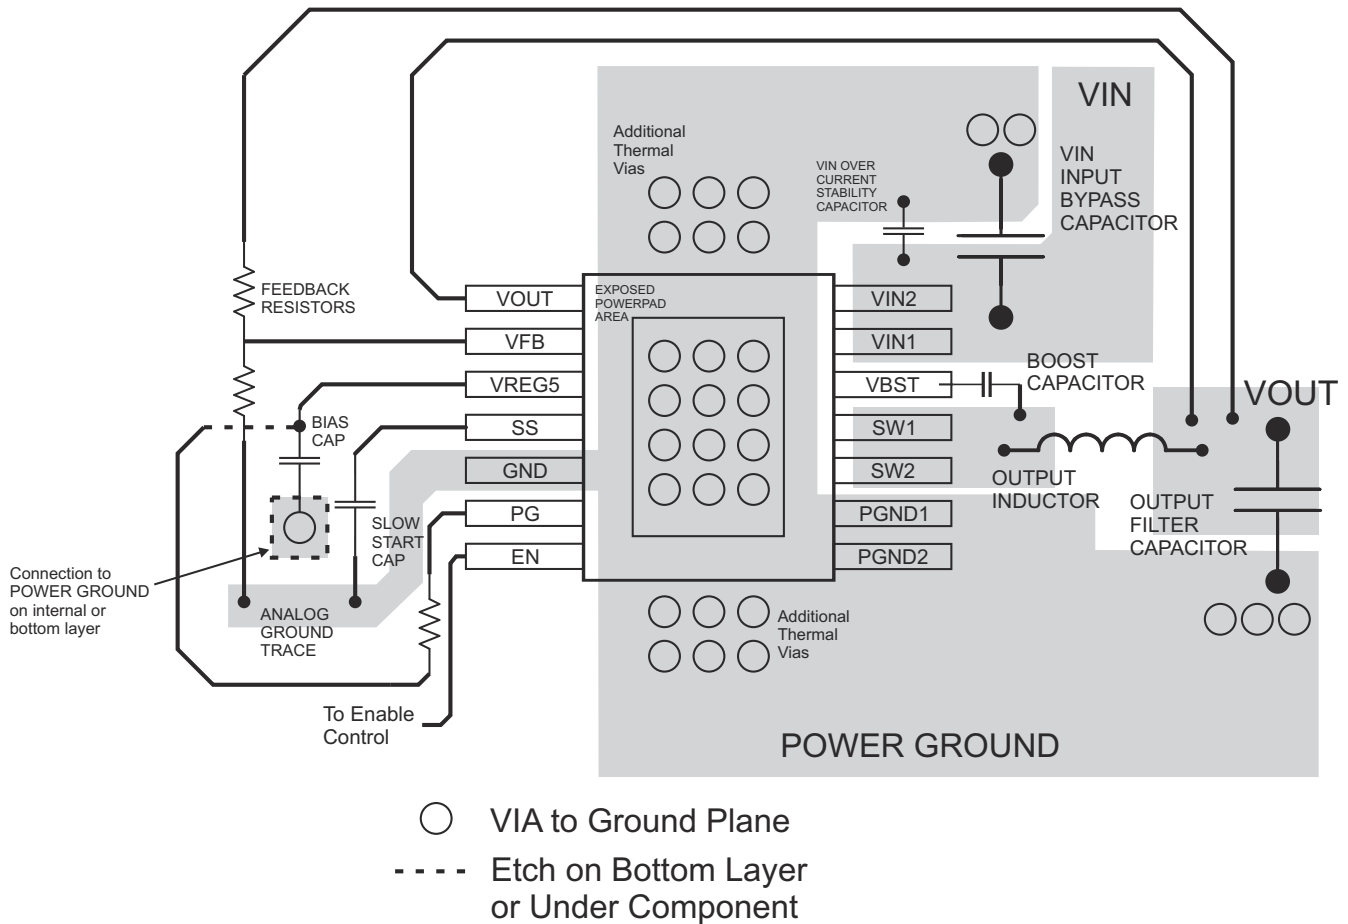 VIN
Additional
Thermal
Vias
VIN OVER
CURRENT
STABILITY
CAPACITOR
VIN
INPUT
BYPASS
CAPACITOR
FEEDBACK
RESISTORS
VOUT
VFB
VREG5
SS
GND
PG
EN
EXPOSED
POWERPAD
AREA
VIN2
VIN1
VBST
SW1
SW2
PGND1
PGND2
BOOST
CAPACITOR
VOUT
BIAS
CAP
SLOW
START
CAP
OUTPUT
INDUCTOR
OUTPUT
FILTER
CAPACITOR
Connection to
POWER GROUND
on internal or
bottom layer
ANALOG
GROUND
TRACE
Additional
Thermal
Vias
To Enable
Control
POWER GROUND
VIA to Ground Plane
Etch on Bottom Layer
or Under Component